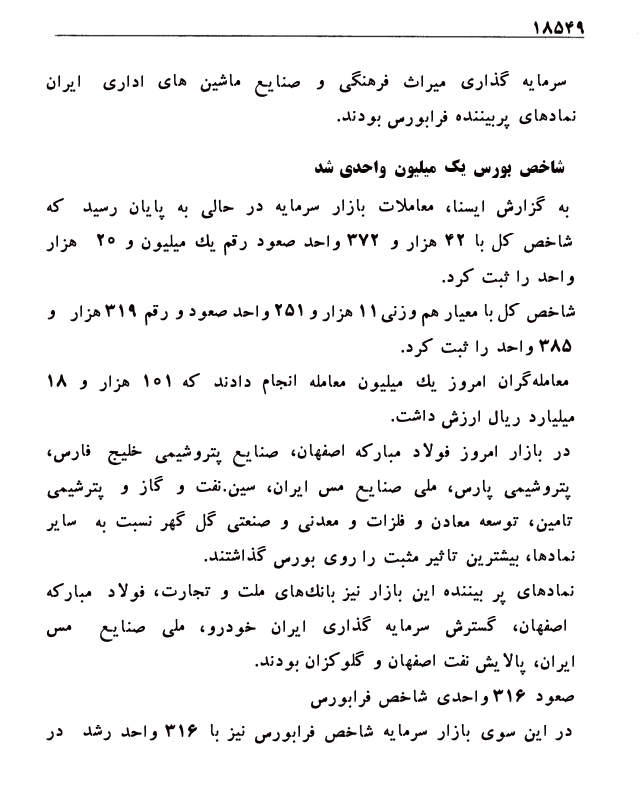 ۱۸۵۴۹
سرمایه گذاری میراث فرهنگی و صنایع ماشین های اداری ایران
نمادهای پربیننده فرابورس بودند.
شاخص بورس یک میلیون واحدی شد
به گزارش ایسنا، معاملات بازار سرمایه در حالی به پایان رسید که
شاخص کل با ۴۲ هزار و ۳۷۲ واحد صعود رقم یك میلیون و ۲۰ هزار
واحد را ثبت کرد.
شاخص کل با معیار هم وزنی ۱۱ هزار و ۲۵۱ واحد صعود و رقم ۳۱۹ هزار و
۳۸۵ واحد را ثبت کرد.
معامله‌گران امروز یك میلیون معامله انجام دادند که ۱۰۱ هزار و ۱۸
میلیارد ریال ارزش داشت.
در بازار امروز فولاد مبارکه اصفهان، صنایع پتروشیمی خلیج فارس،
پتروشیمی پارس، ملی صنایع مس ایران، سین.نفت و گاز و پترشیمی
تامین، توسعه معادن و فلزات و معدنی و صنعتی گل گهر نسبت به سایر
نمادها، بیشترین تاثیر مثبت را روی بورس گذاشتند.
نمادهای پر بیننده این بازار نیز بانك‌های ملت و تجارت، فولاد مبارکه
اصفهان، گسترش سرمایه گذاری ایران خودرو، ملی صنایع مس
ایران، پالایش نفت اصفهان و گلوکزان بودند.
صعود ۳۱۶ واحدی شاخص فرابورس
در این سوی بازار سرمایه شاخص فرابورس نیز با ۳۱۶ واحد رشد در